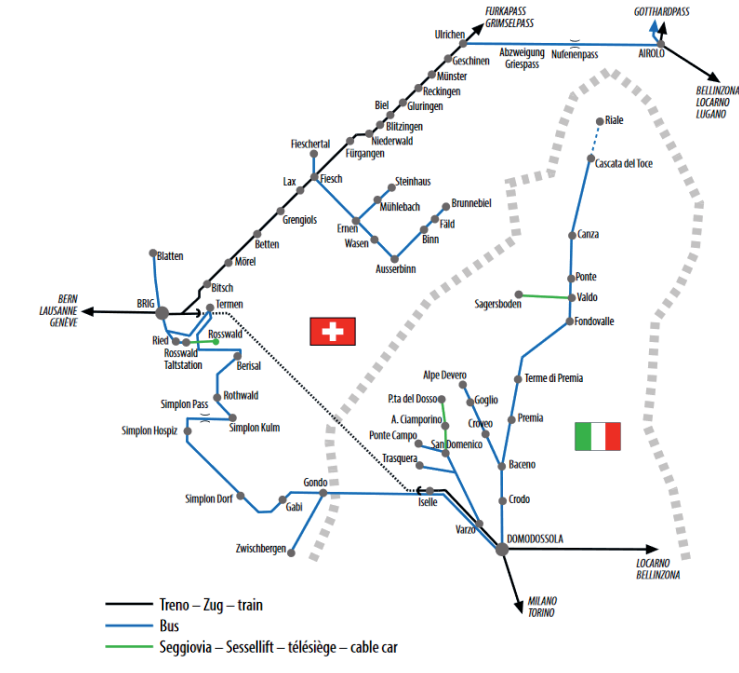 FURKAPASS
GRIMSELPASS
GOTTHARDPASS
Ulrichen
Abzweigung
Griespass
Nufenenpass
AIROLO
Geschinen
Münster
BELLINZONA
LOCARNO
LUGANO
Reckingen
Biel
Gluringen
Blitzingen
Riale
Niederwald
Fieschertal
Fürgangen
Cascata del Toce
Lax
Fiesch
Steinhaus
Mühlebach
Brunnebiel
Grengiols
Ernen
Fäld
Wasen
Binn
Canza
Betten
Blatten
Mörel
Ausserbinn
Ponte
Bitsch
BERN
LAUSANNE
GENÈVE
BRIG
Termen
Sagersboden
Valdo
Fondovalle
Ried
Rosswald
Rosswald
Taltstation
Berisal
Alpe Devero
Terme di Premia
Rothwald
P.ta del Dosso
Goglio
Simplon Pass
A. Ciamporino
Croveo
Premia
Simplon Kulm
Simplon Hospiz
Ponte Campo
San Domenico
Trasquera
Baceno
Gondo
Simplon Dorf
Gabi
Iselle
Crodo
Varzo
DOMODOSSOLA
Zwischbergen
LOCARNO
BELLINZONA
MILANO
TORINO
Treno – Zug – train
Bus
Seggiovia – Sessellift – télésiège – cable car